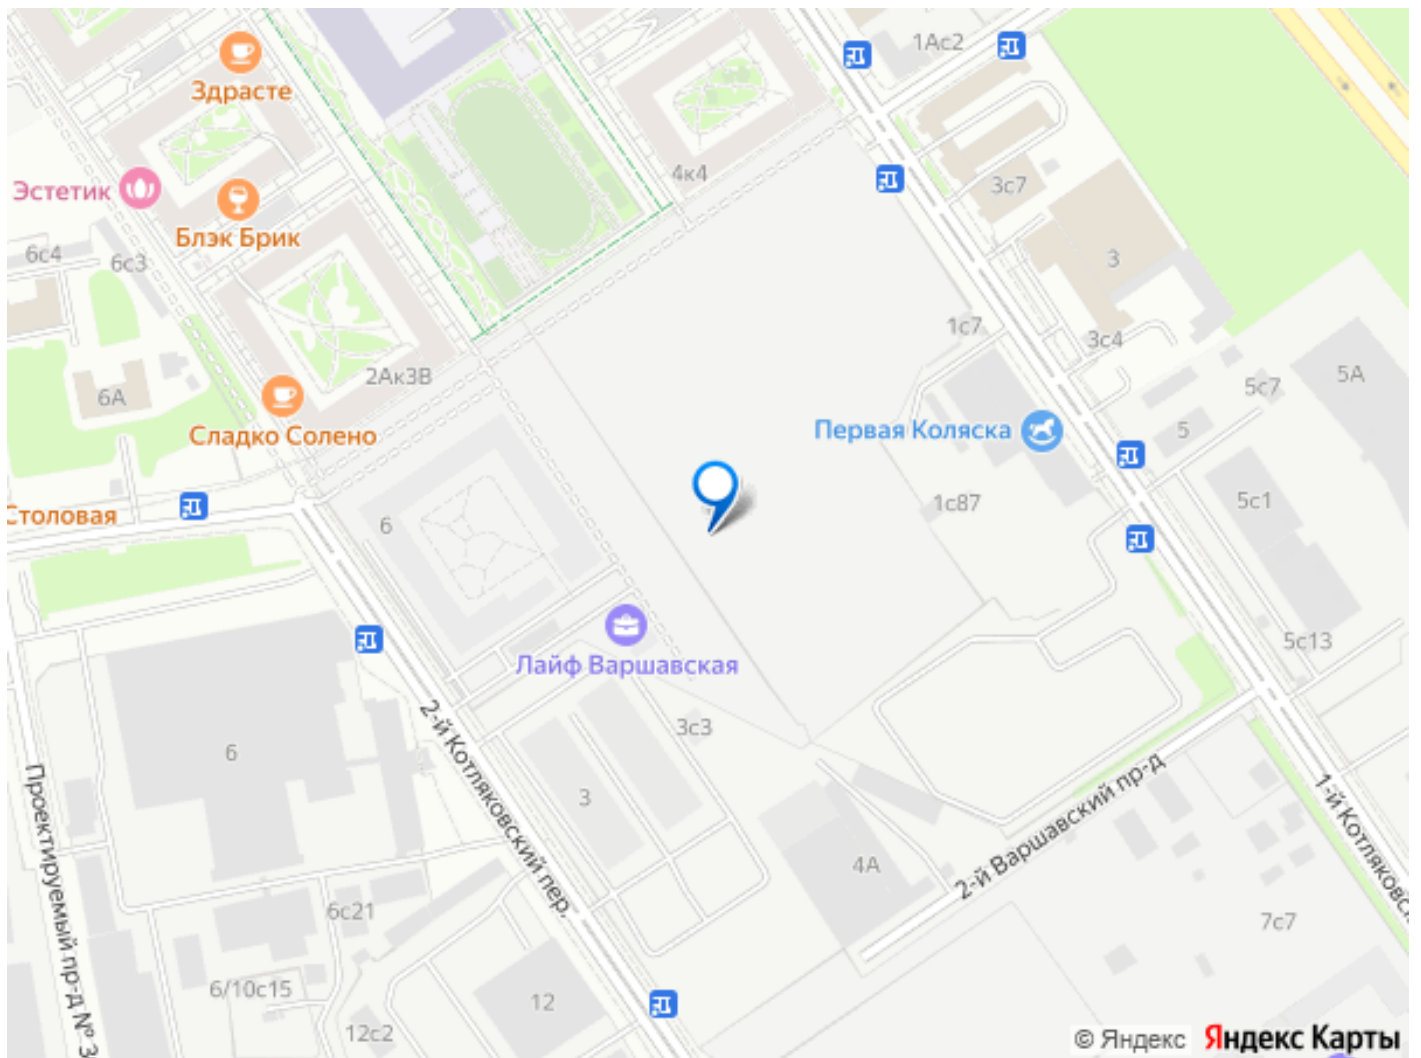 1Ас2
Здрасте
4к4
3с7
Эстетик
Блэк Брик
6с4
6с3
3
1с7
3с4
2Ак3В
6А
5А
5с7
Сладко Солено
Первая Коляска
5
Столовая
6
1с87
5с1
5с13
Лайф Варшавская
3с3
6
2-й Котляковский пер.
3
4А
2-й Варшавский пр-д
1-й Котляковск
Проектируемый пр-д № 3
6с21
7с7
6/10с15
12
12с2
© Яндекс Яндекс Карты